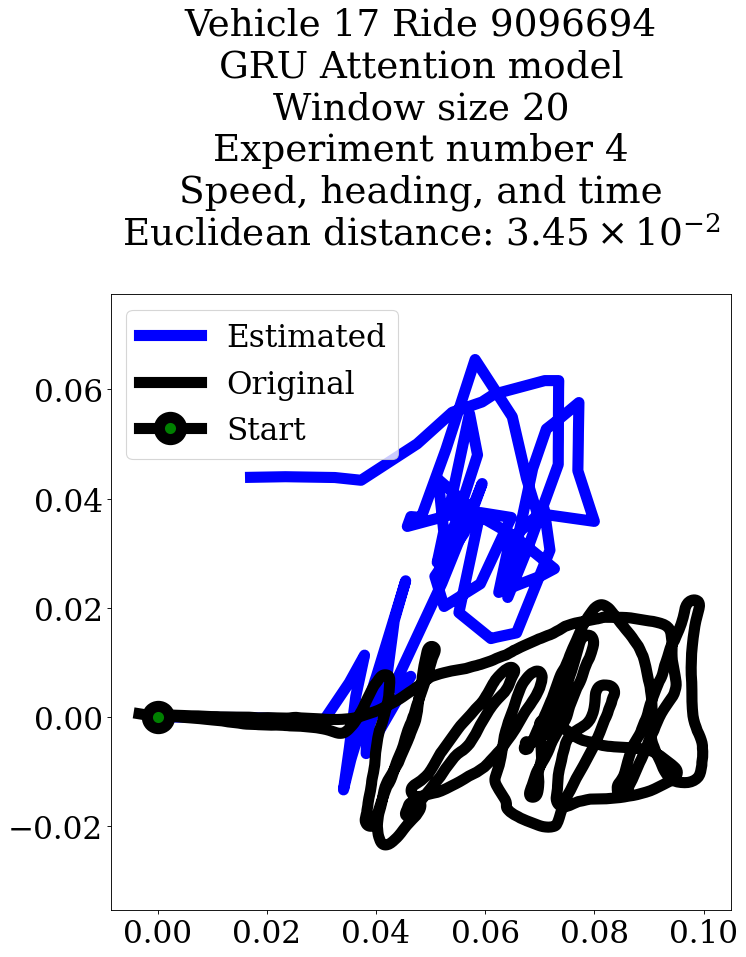 Vehicle 17 Ride 9096694
GRU Attention model
Window size 20
Experiment number 4
Speed, heading, and time
Euclidean distance: 3.45 × 10⁻²
Estimated
Original
Start
0.06
0.04
0.02
0.00
−0.02
0.00 0.02 0.04 0.06 0.08 0.10